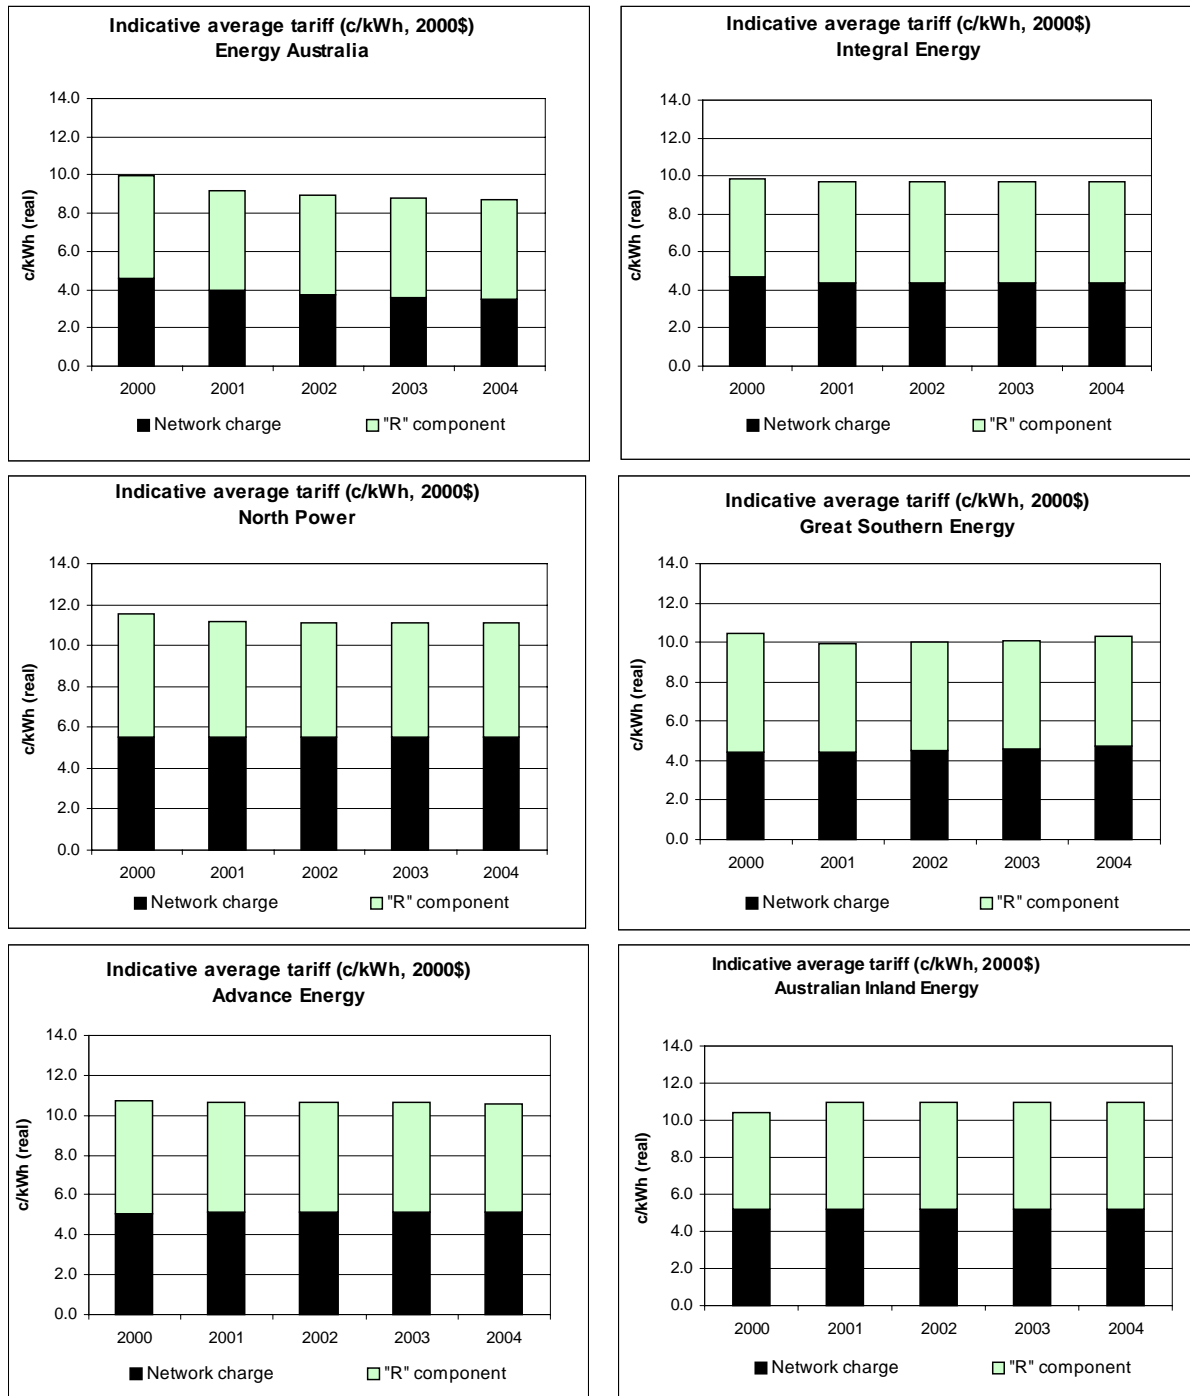 Indicative average tariff (c/kWh, 2000$)
Energy Australia
c/kWh (real)
14.0
12.0
10.0
8.0
6.0
4.0
2.0
0.0
2000 2001 2002 2003 2004
Network charge "R" component
Indicative average tariff (c/kWh, 2000$)
Integral Energy
c/kWh (real)
14.0
12.0
10.0
8.0
6.0
4.0
2.0
0.0
2000 2001 2002 2003 2004
Network charge "R" component
Indicative average tariff (c/kWh, 2000$)
North Power
c/kWh (real)
14.0
12.0
10.0
8.0
6.0
4.0
2.0
0.0
2000 2001 2002 2003 2004
Network charge "R" component
Indicative average tariff (c/kWh, 2000$)
Great Southern Energy
c/kWh (real)
14.0
12.0
10.0
8.0
6.0
4.0
2.0
0.0
2000 2001 2002 2003 2004
Network charge "R" component
Indicative average tariff (c/kWh, 2000$)
Advance Energy
c/kWh (real)
14.0
12.0
10.0
8.0
6.0
4.0
2.0
0.0
2000 2001 2002 2003 2004
Network charge "R" component
Indicative average tariff (c/kWh, 2000$)
Australian Inland Energy
c/kWh (real)
14.0
12.0
10.0
8.0
6.0
4.0
2.0
0.0
2000 2001 2002 2003 2004
Network charge "R" component